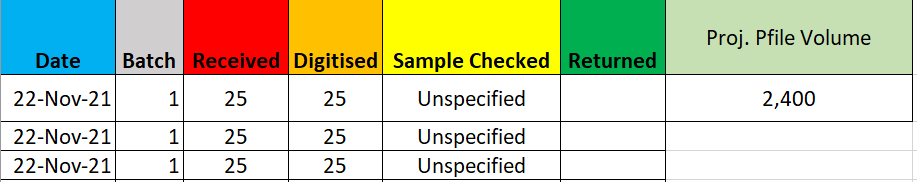 Date Batch Received Digitised Sample Checked Returned Proj. Pfile Volume
22-Nov-21 1 25 25 Unspecified 2,400
22-Nov-21 1 25 25 Unspecified
22-Nov-21 1 25 25 Unspecified